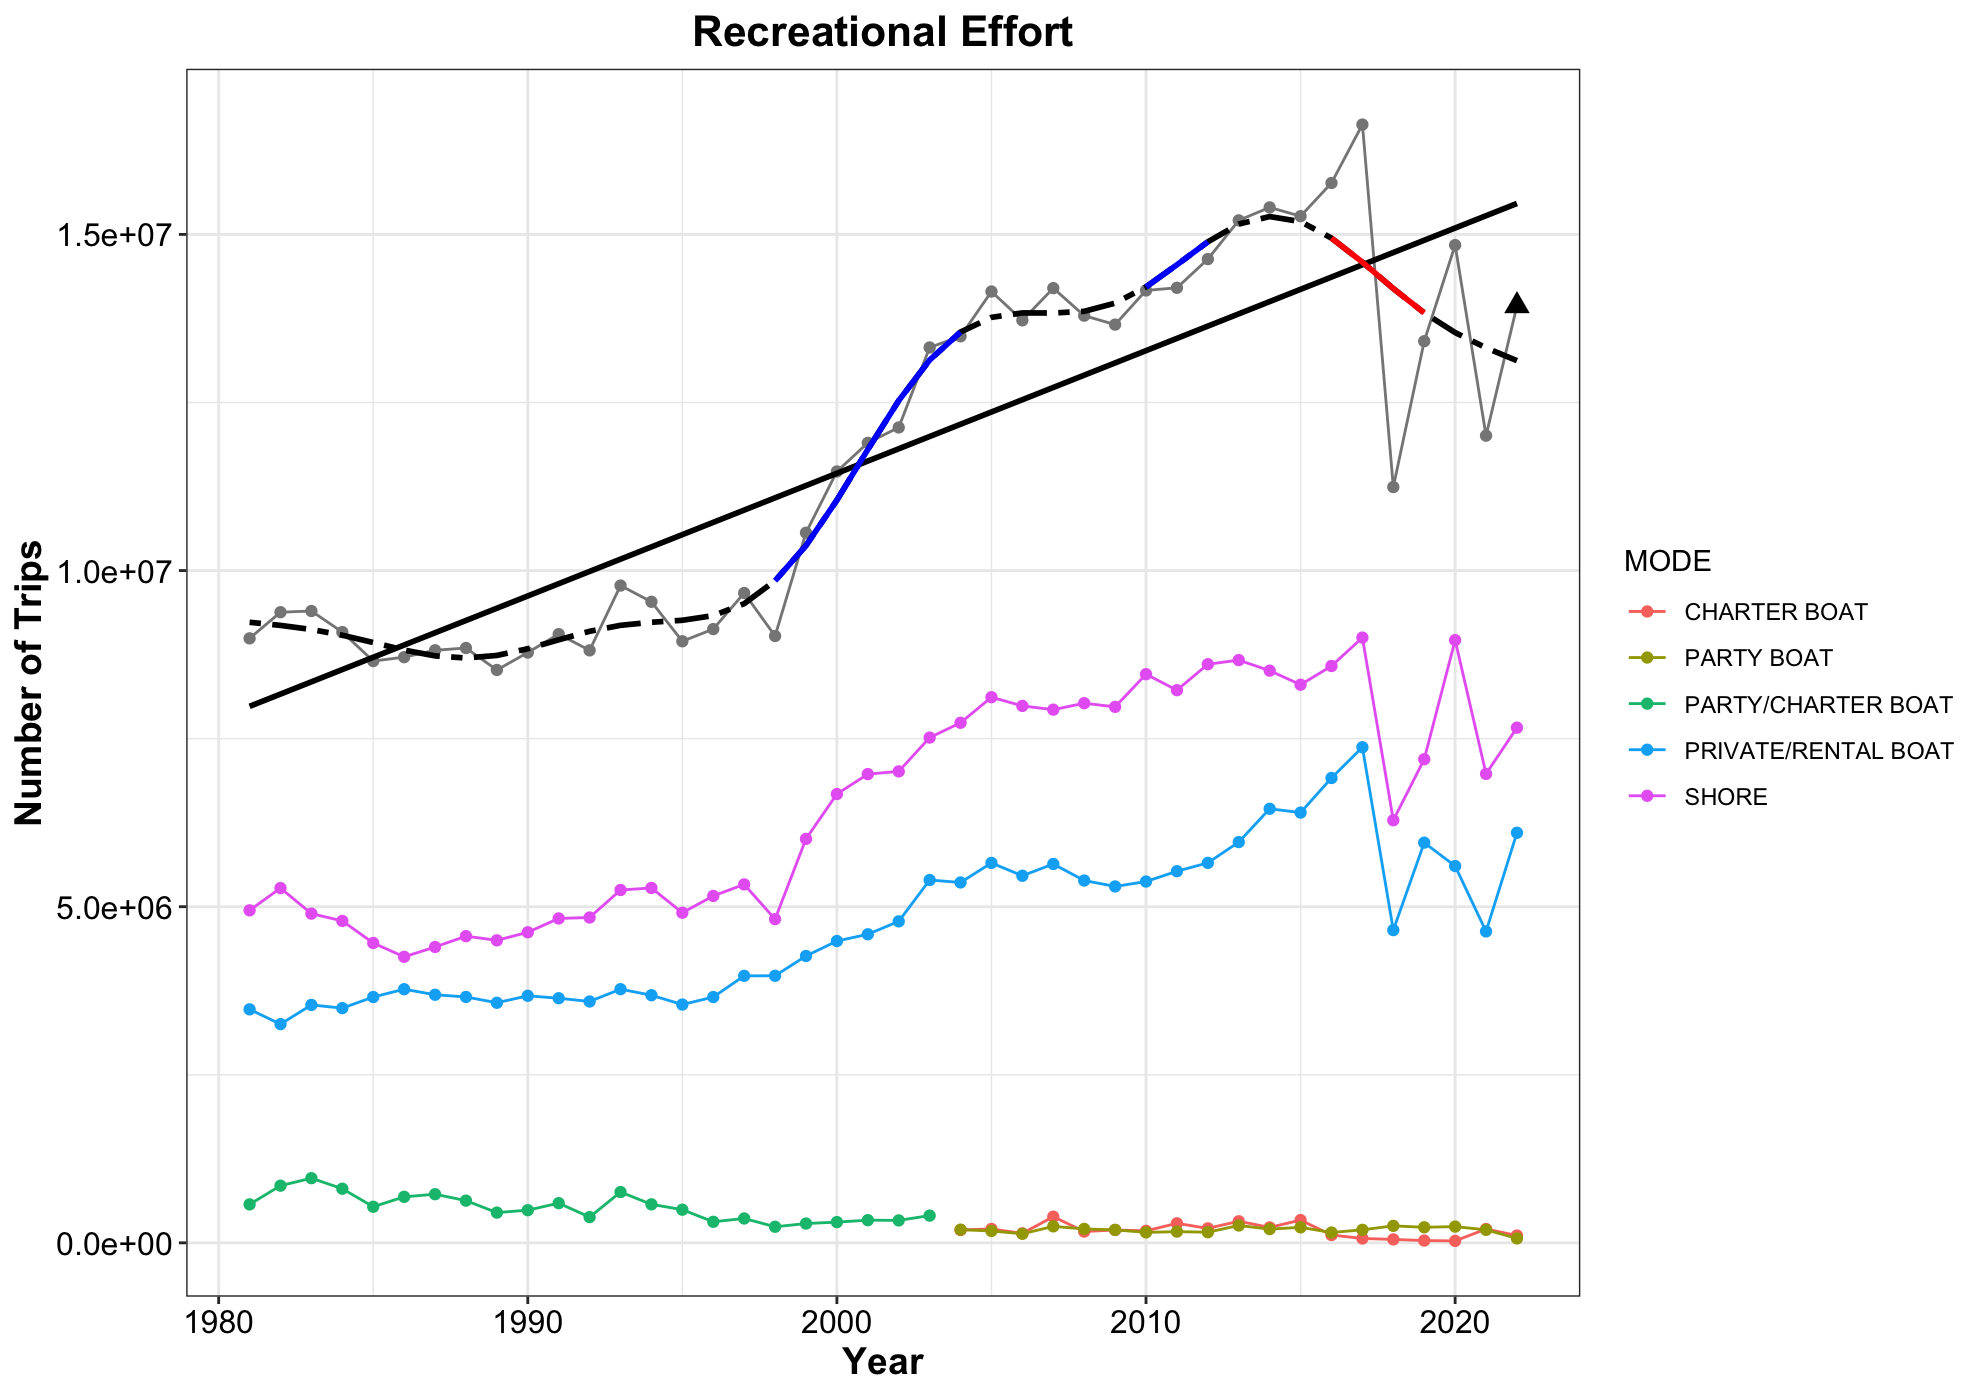 Recreational Effort
Number of Trips
1.5e+07
1.0e+07
5.0e+06
0.0e+00
1980 1990 2000 2010 2020
Year
MODE
CHARTER BOAT
PARTY BOAT
PARTY/CHARTER BOAT
PRIVATE/RENTAL BOAT
SHORE